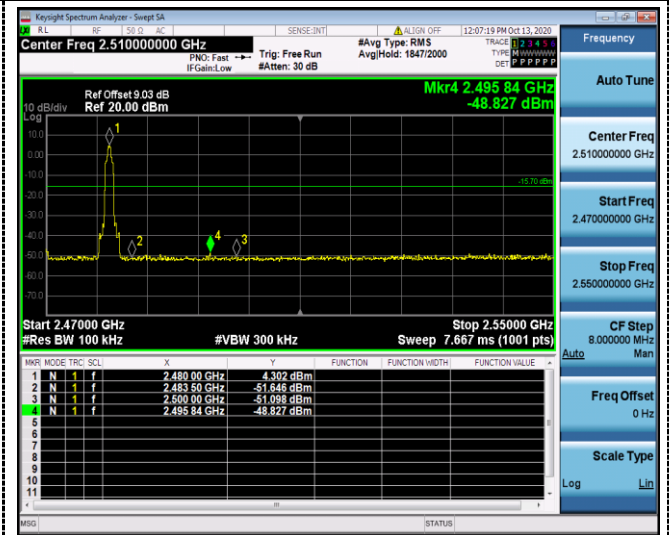 Keysight Spectrum Analyzer - Swept SA
RL RF 50 Ω AC SENSE:INT ALIGN OFF 12:07:19 PM Oct 13, 2020
Center Freq 2.510000000 GHz
PNO: Fast
IFGain:Low
Trig: Free Run
#Atten: 30 dB
#Avg Type: RMS
Avg|Hold: 1847/2000
TRACE 1 2 3 4 5 6
TYPE M WWWWW
DET P P P P P P
Ref Offset 9.03 dB
10 dB/div Ref 20.00 dBm
Log
Mkr4 2.495 84 GHz
-48.827 dBm
10.0
0.00
-10.0
-20.0
-30.0
-40.0
-50.0
-60.0
-70.0
1
2
4
3
-15.70 dBm
Start 2.47000 GHz Stop 2.55000 GHz
#Res BW 100 kHz #VBW 300 kHz Sweep 7.667 ms (1001 pts)
MKR MODE TRC SCL X Y FUNCTION FUNCTION WIDTH FUNCTION VALUE
1 N 1 f 2.480 00 GHz 4.302 dBm
2 N 1 f 2.483 50 GHz -51.646 dBm
3 N 1 f 2.500 00 GHz -51.098 dBm
4 N 1 f 2.495 84 GHz -48.827 dBm
5
6
7
8
9
10
11
MSG STATUS
Frequency
Auto Tune
Center Freq
2.510000000 GHz
Start Freq
2.470000000 GHz
Stop Freq
2.550000000 GHz
CF Step
8.000000 MHz
Auto Man
Freq Offset
0 Hz
Scale Type
Log Lin